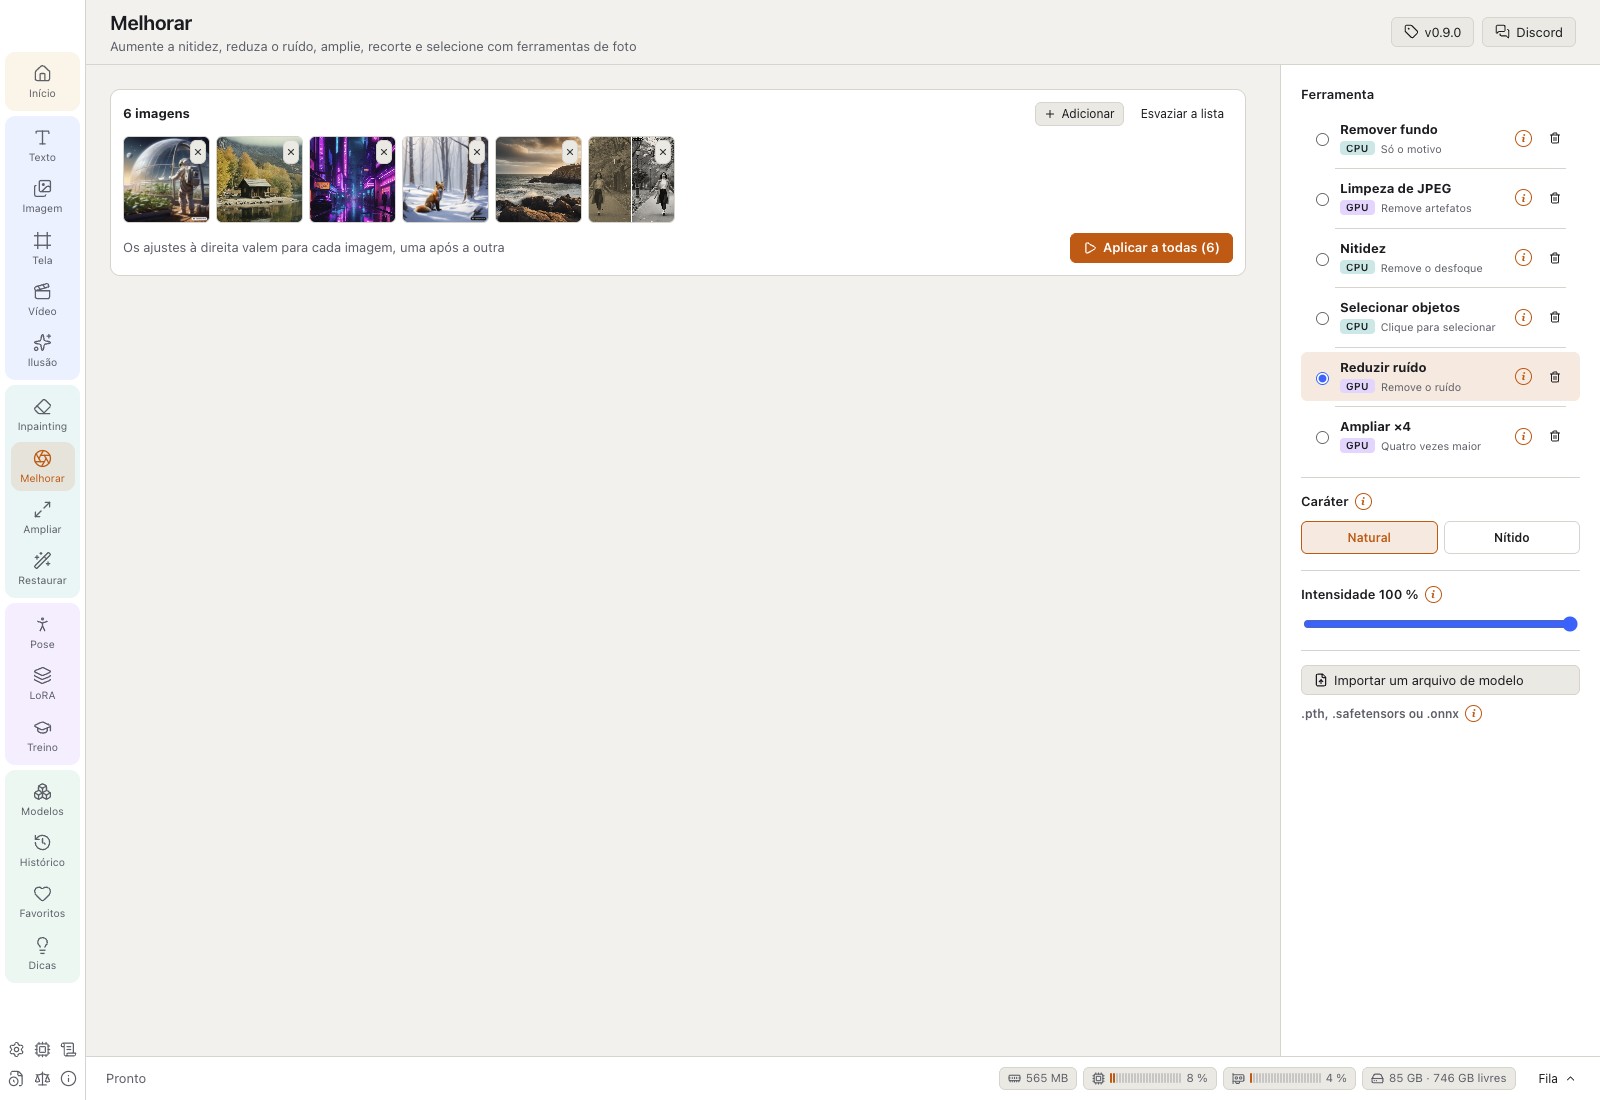 Melhorar
Aumente a nitidez, reduza o ruído, amplie, recorte e selecione com ferramentas de foto
v0.9.0
Discord
Início
Texto
Imagem
Tela
Vídeo
Ilusão
Inpainting
Melhorar
Ampliar
Restaurar
Pose
LoRA
Treino
Modelos
Histórico
Favoritos
Dicas
6 imagens
Adicionar
Esvaziar a lista
Os ajustes à direita valem para cada imagem, uma após a outra
Aplicar a todas (6)
Ferramenta
Remover fundo
CPU Só o motivo
Limpeza de JPEG
GPU Remove artefatos
Nitidez
CPU Remove o desfoque
Selecionar objetos
CPU Clique para selecionar
Reduzir ruído
GPU Remove o ruído
Ampliar ×4
GPU Quatro vezes maior
Caráter
Natural
Nítido
Intensidade 100 %
Importar um arquivo de modelo
.pth, .safetensors ou .onnx
Pronto
565 MB
8 %
4 %
85 GB · 746 GB livres
Fila